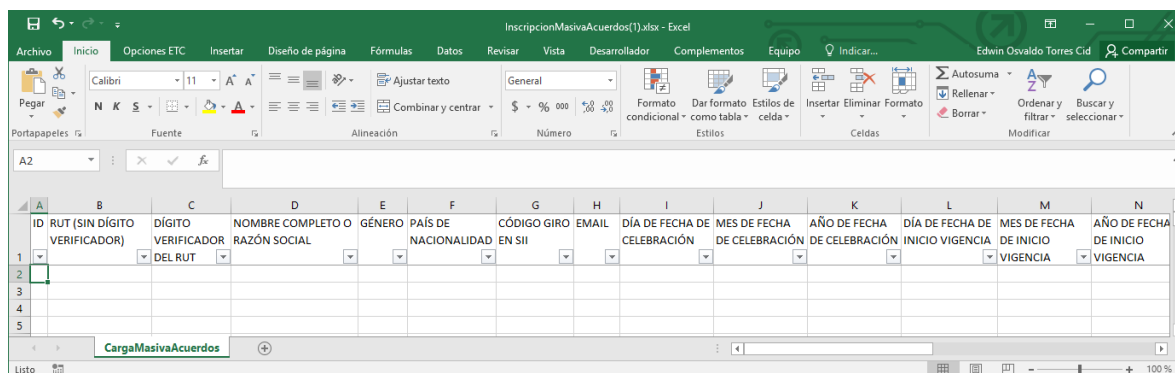 InscripcionMasivaAcuerdos(1).xlsx - Excel
Archivo Inicio Opciones ETC Insertar Diseño de página Fórmulas Datos Revisar Vista Desarrollador Complementos Equipo Indicar... Edwin Osvaldo Torres Cid Compartir
Pegar
Calibri 11 A A
N K S A
Ajustar texto
Combinar y centrar
General
$ % 000
Formato condicional
Dar formato como tabla
Estilos de celda
Insertar Eliminar Formato
Autosuma
Rellenar
Borrar
Ordenar y filtrar
Buscar y seleccionar
Portapapeles Fuente Alineación Número Estilos Celdas Modificar
A2 fx
A B C D E F G H I J K L M N
ID RUT (SIN DÍGITO DÍGITO NOMBRE COMPLETO O GÉNERO PAÍS DE CÓDIGO GIRO EMAIL DÍA DE FECHA DE MES DE FECHA AÑO DE FECHA DÍA DE FECHA DE MES DE FECHA AÑO DE FECHA
VERIFICADOR) VERIFICADOR RAZÓN SOCIAL NACIONALIDAD EN SII CELEBRACIÓN DE CELEBRACIÓN DE CELEBRACIÓN INICIO VIGENCIA DE INICIO DE INICIO
1 DEL RUT VIGENCIA VIGENCIA
2
3
4
5
CargaMasivaAcuerdos
Listo 100 %